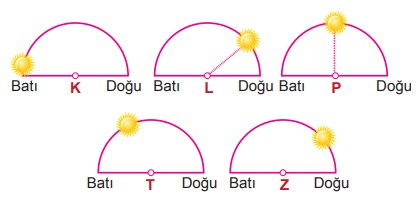 Batı K Doğu
Batı L Doğu
Batı P Doğu
Batı T Doğu
Batı Z Doğu